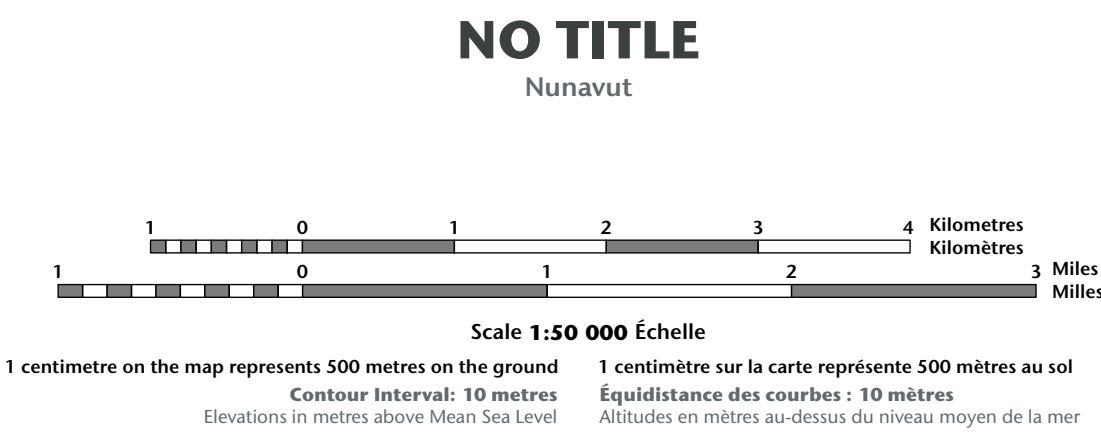 NO TITLE
Nunavut
1 0 1 2 3 4 Kilometres
Kilomètres
1 0 1 2 3 Miles
Milles
Scale 1:50 000 Échelle
1 centimetre on the map represents 500 metres on the ground
1 centimètre sur la carte représente 500 mètres au sol
Contour Interval: 10 metres
Équidistance des courbes : 10 mètres
Elevations in metres above Mean Sea Level
Altitudes en mètres au-dessus du niveau moyen de la mer